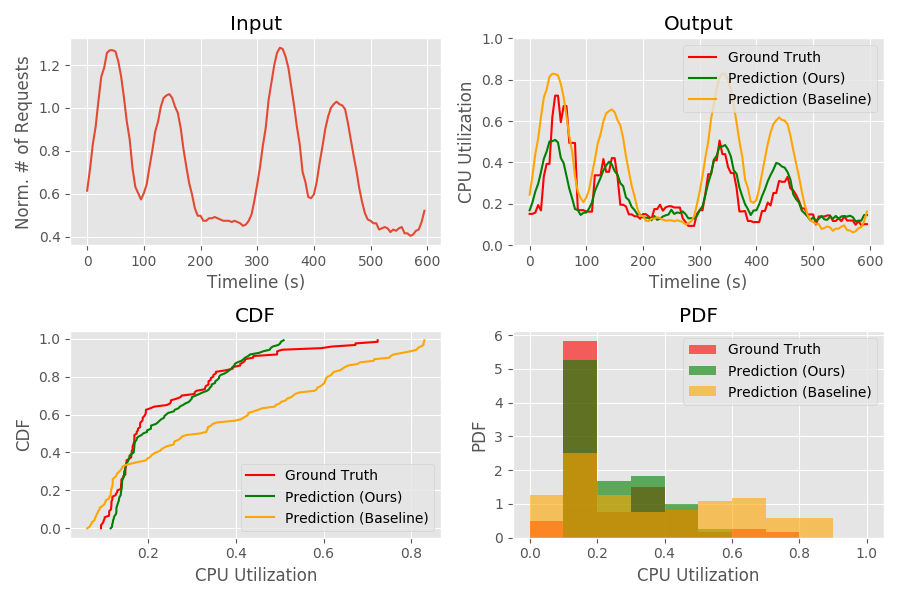 Input
Norm. # of Requests
1.2
1.0
0.8
0.6
0.4
0 100 200 300 400 500 600
Timeline (s)
Output
CPU Utilization
1.0
0.8
0.6
0.4
0.2
0.0
Ground Truth
Prediction (Ours)
Prediction (Baseline)
0 100 200 300 400 500 600
Timeline (s)
CDF
CDF
1.0
0.8
0.6
0.4
0.2
0.0
Ground Truth
Prediction (Ours)
Prediction (Baseline)
0.2 0.4 0.6 0.8
CPU Utilization
PDF
PDF
6
5
4
3
2
1
0
Ground Truth
Prediction (Ours)
Prediction (Baseline)
0.0 0.2 0.4 0.6 0.8 1.0
CPU Utilization